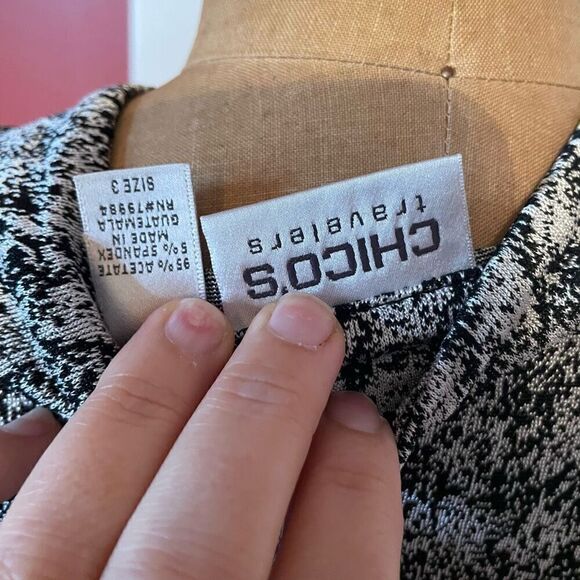 CHICO'S
travelers
95% ACETATE
5% SPANDEX
MADE IN
GUATEMALA
RN#79984
SIZE 3